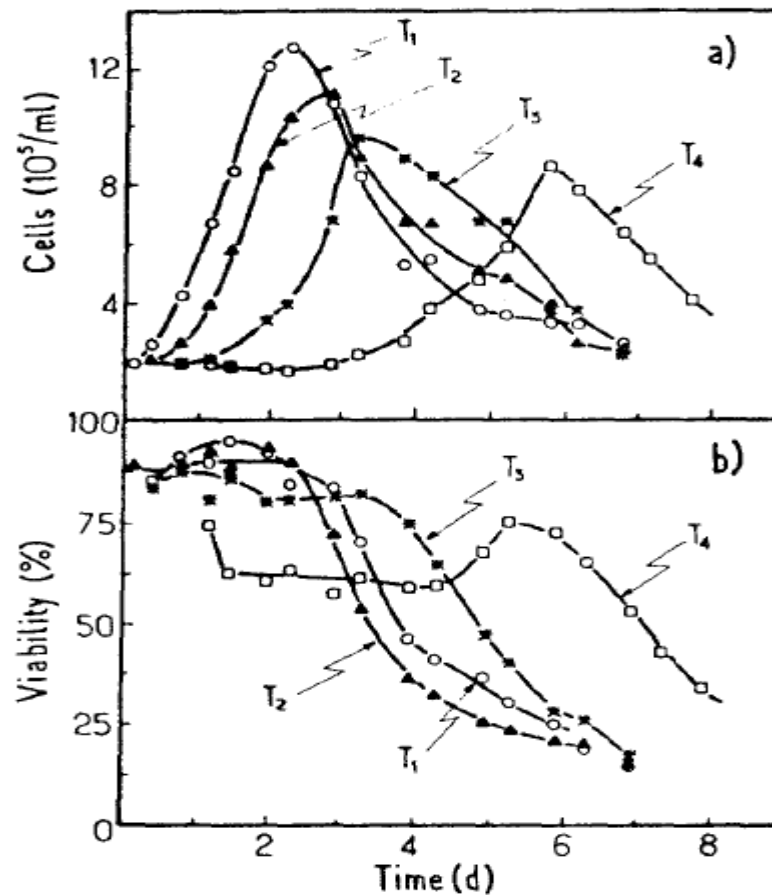 a)
T₁
T₂
T₃
T₄
12
8
4
Cells (10⁵/ml)
b)
100
75
50
25
0
T₃
T₄
T₂
T₁
Viability (%)
2 4 6 8
Time (d)